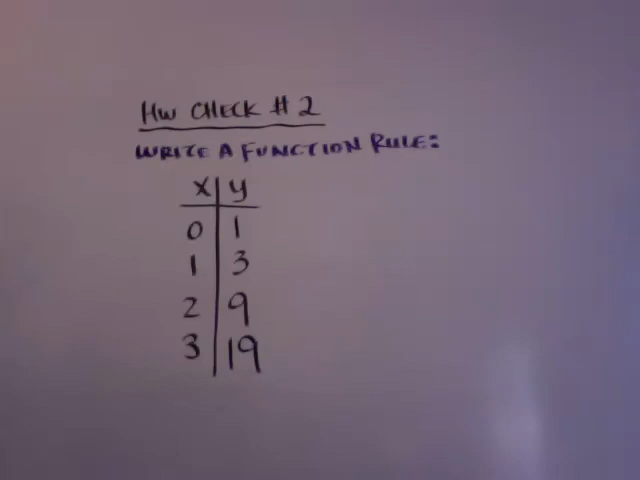 HW CHECK # 2
WRITE A FUNCTION RULE:
x y
0 1
1 3
2 9
3 19